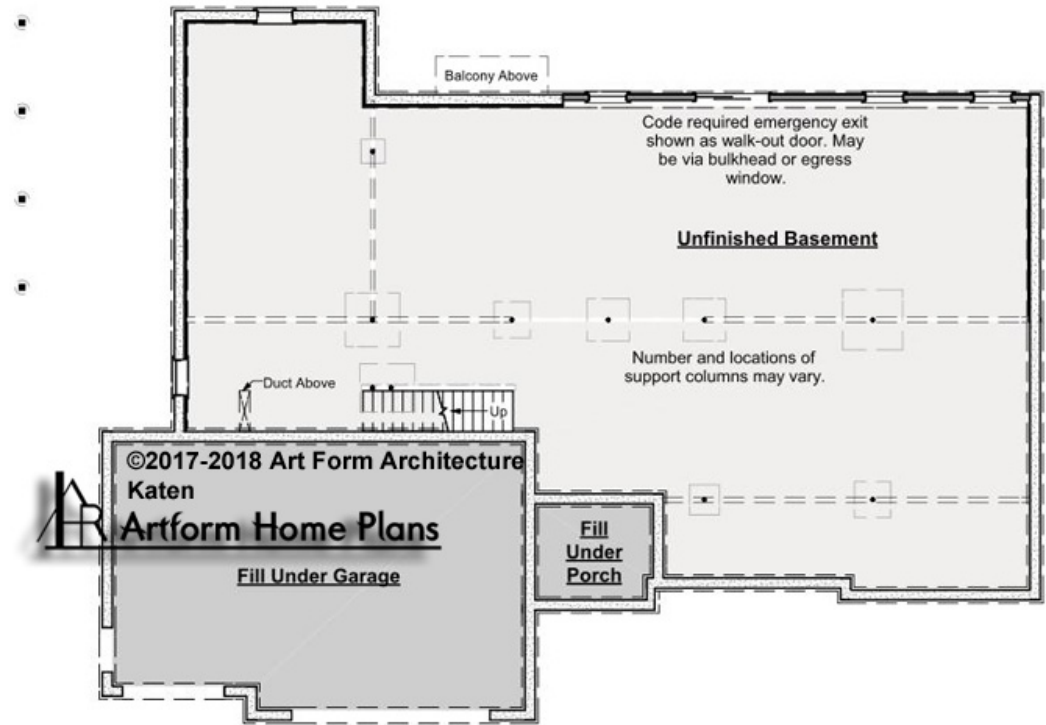 Balcony Above
Code required emergency exit
shown as walk-out door. May
be via bulkhead or egress
window.
Unfinished Basement
Number and locations of
support columns may vary.
Duct Above
Up
©2017-2018 Art Form Architecture
Katen
AR Artform Home Plans
Fill Under Garage
Fill
Under
Porch